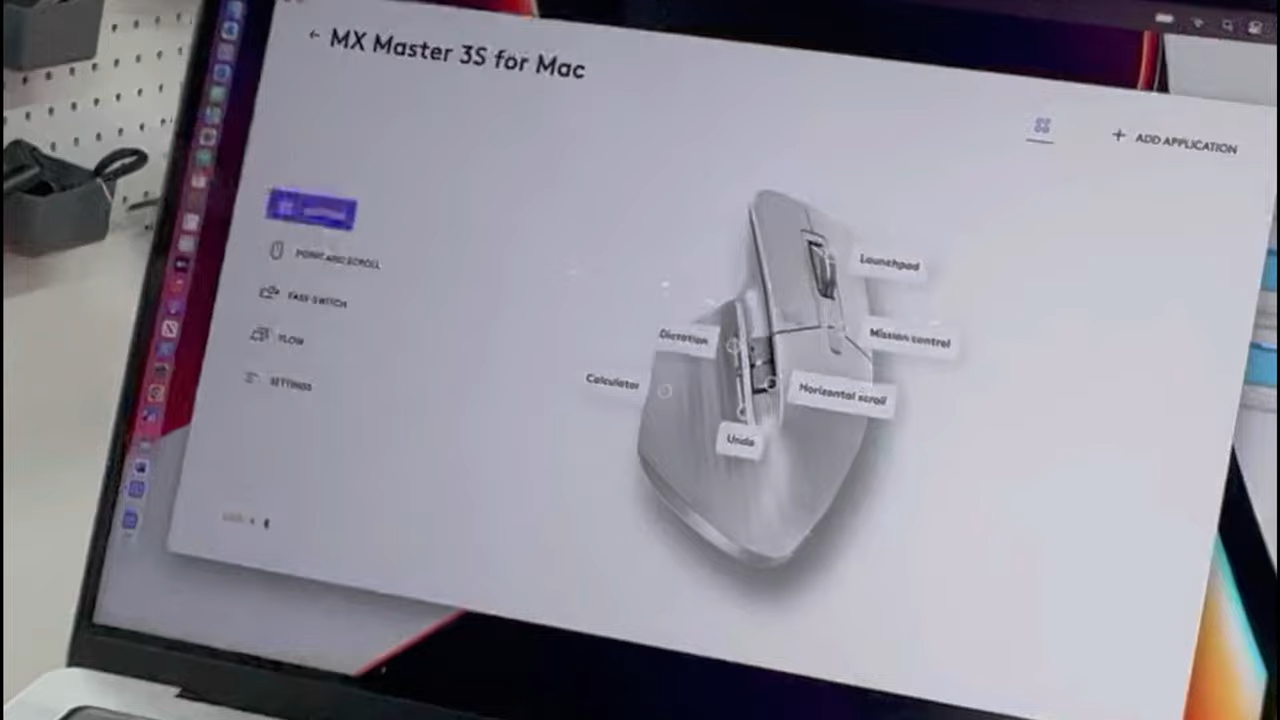 ← MX Master 3S for Mac
+ ADD APPLICATION
POINT AND SCROLL
EASY-SWITCH
FLOW
SETTINGS
Launchpad
Mission control
Dictation
Calculator
Horizontal scroll
Undo